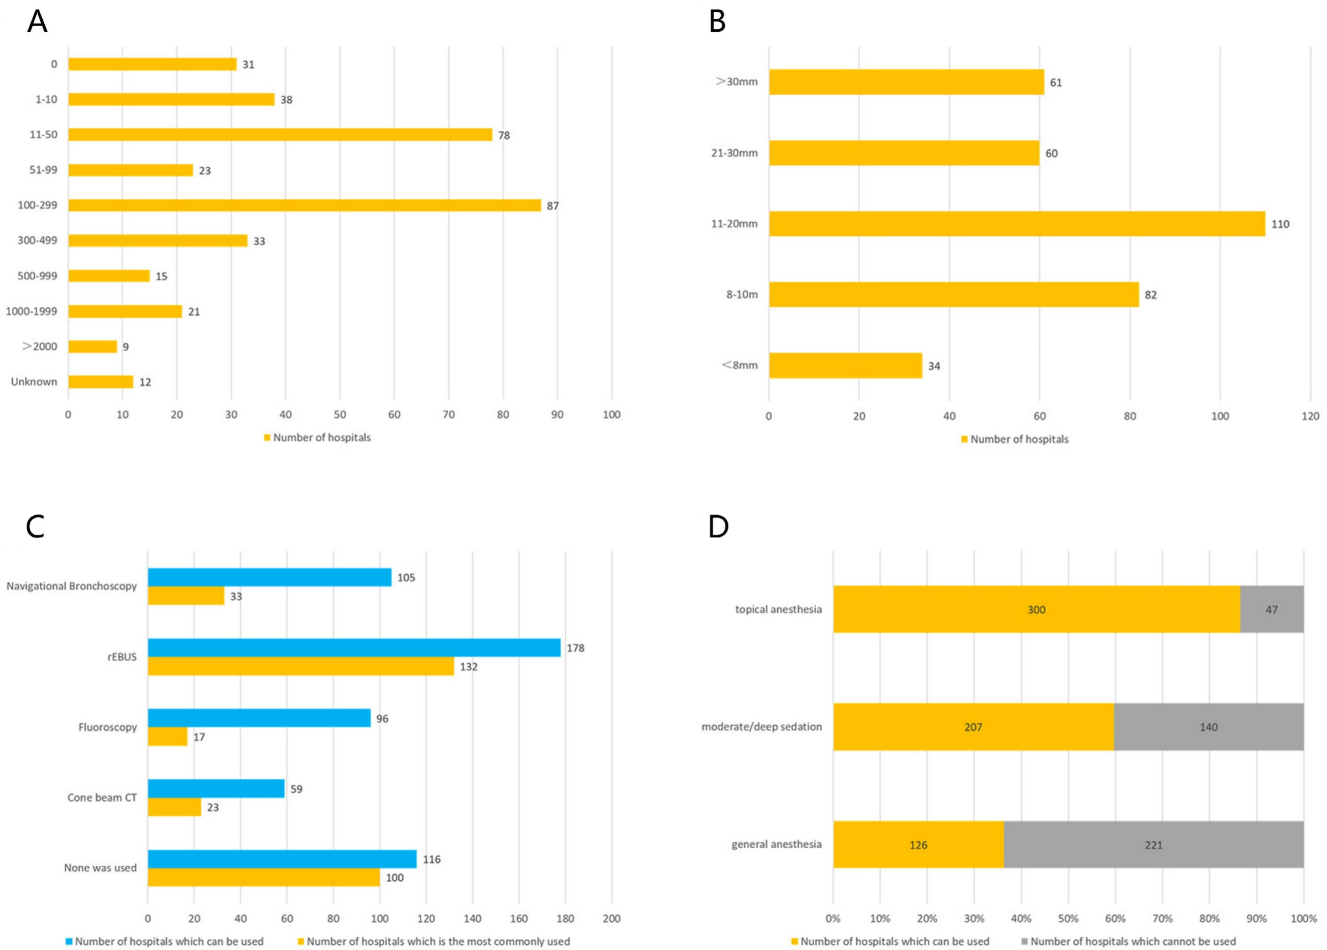 A
0
31
1-10
38
11-50
78
51-99
23
100-299
87
300-499
33
500-999
15
1000-1999
21
>2000
9
Unknown
12
0 10 20 30 40 50 60 70 80 90 100
Number of hospitals
B
>30mm
61
21-30mm
60
11-20mm
110
8-10m
82
<8mm
34
0 20 40 60 80 100 120
Number of hospitals
C
Navigational Bronchoscopy
105
33
rEBUS
178
132
Fluoroscopy
96
17
Cone beam CT
59
23
None was used
116
100
0 20 40 60 80 100 120 140 160 180 200
Number of hospitals which can be used Number of hospitals which is the most commonly used
D
topical anesthesia
300 47
moderate/deep sedation
207 140
general anesthesia
126 221
0% 10% 20% 30% 40% 50% 60% 70% 80% 90% 100%
Number of hospitals which can be used Number of hospitals which cannot be used